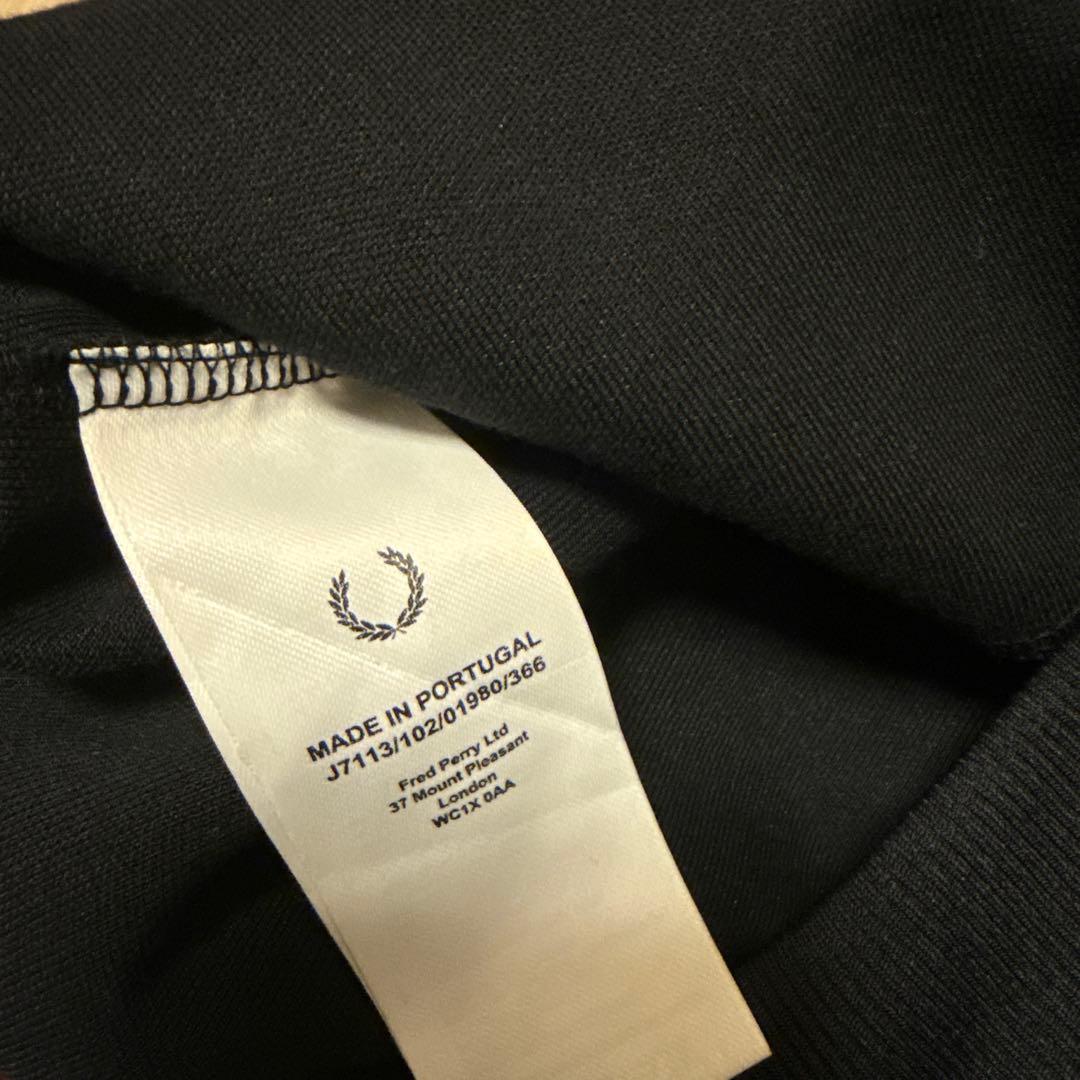 MADE IN PORTUGAL
J7113/102/01980/366
Fred Perry Ltd
37 Mount Pleasant
London
WC1X 0AA